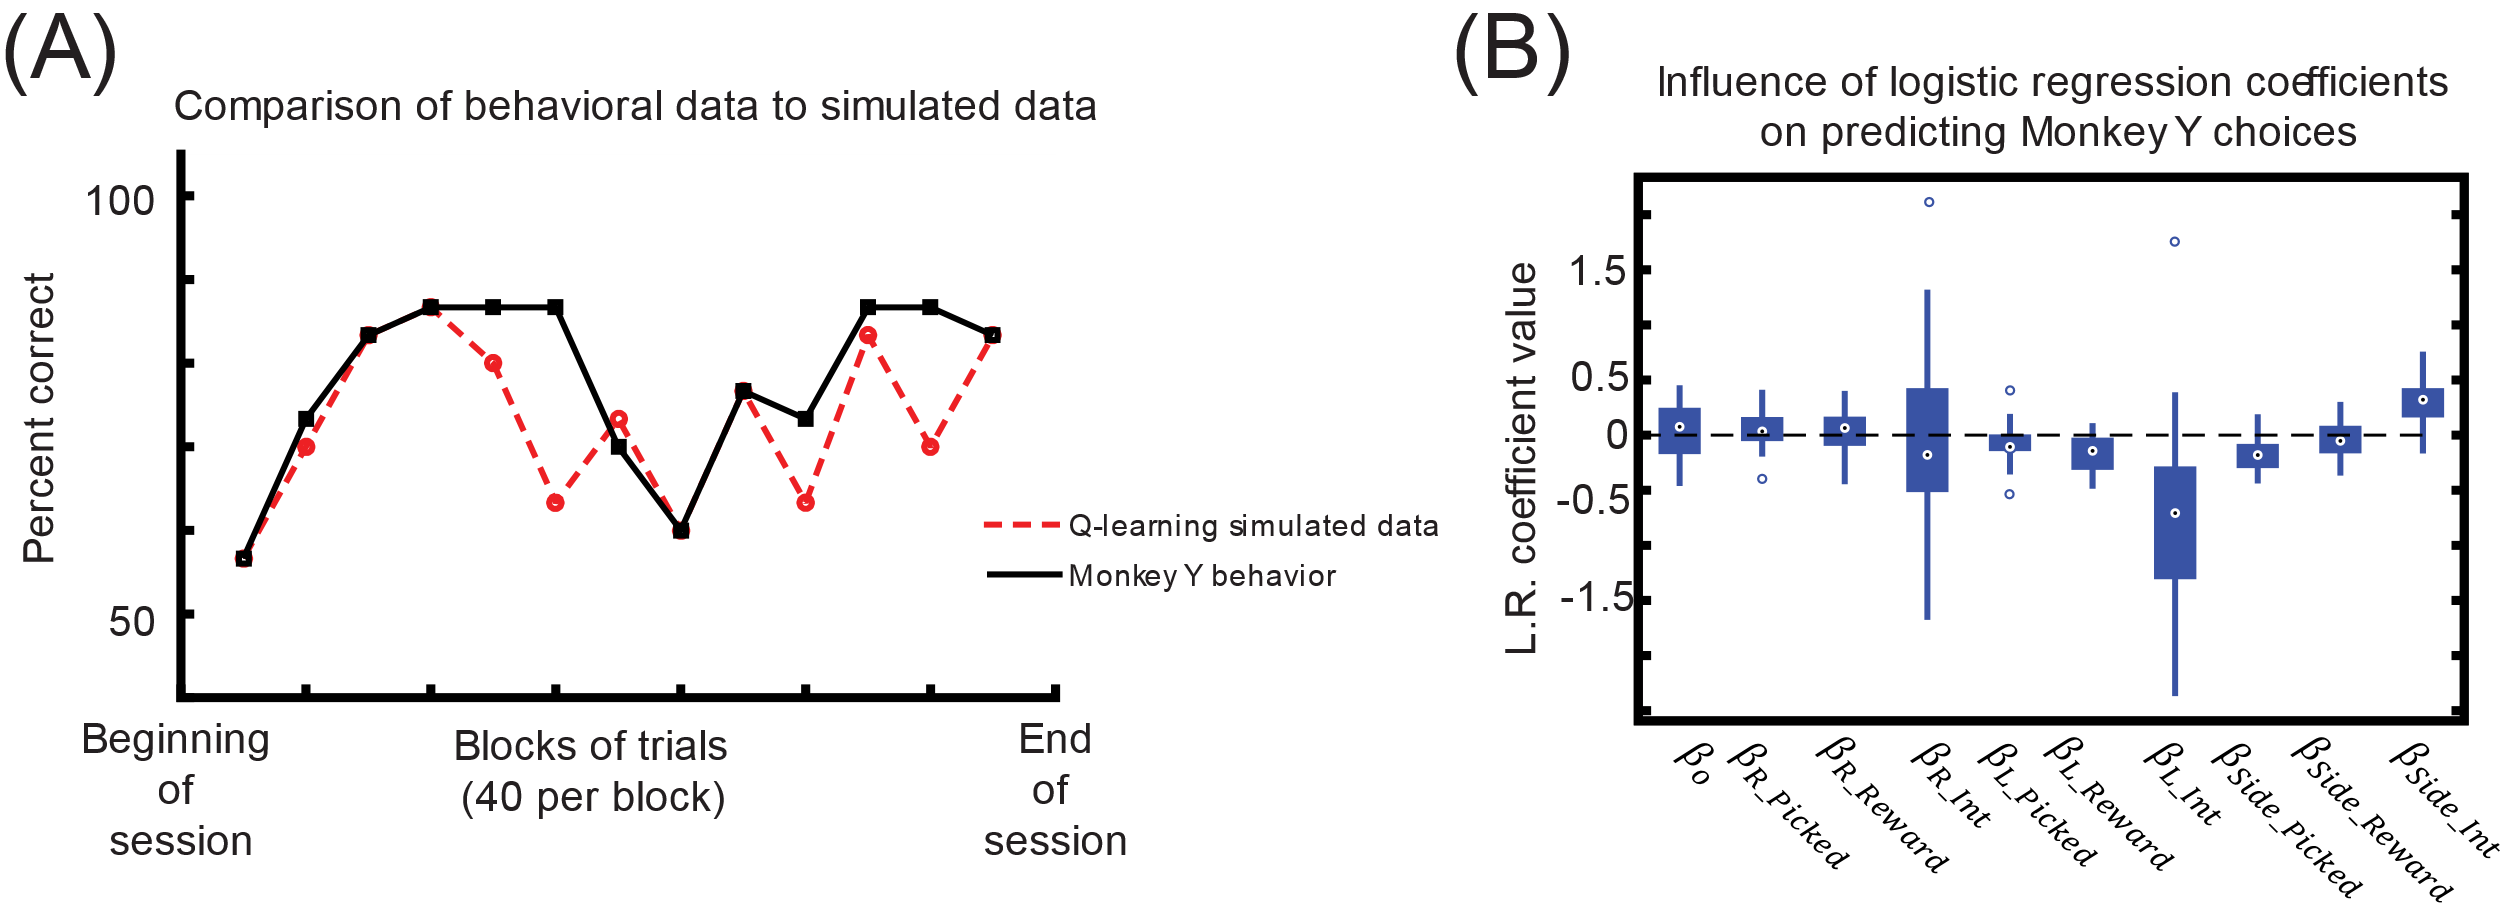 (A)
Comparison of behavioral data to simulated data
100
50
Percent correct
Q-learning simulated data
Monkey Y behavior
Beginning
of
session
Blocks of trials
(40 per block)
End
of
session
(B)
Influence of logistic regression coefficients
on predicting Monkey Y choices
L.R. coefficient value
1.5
0.5
0
-0.5
-1.5
β0
βR_Picked
βR_Reward
βR_Int
βL_Picked
βL_Reward
βL_Int
βSide_Picked
βSide_Reward
βSide_Int